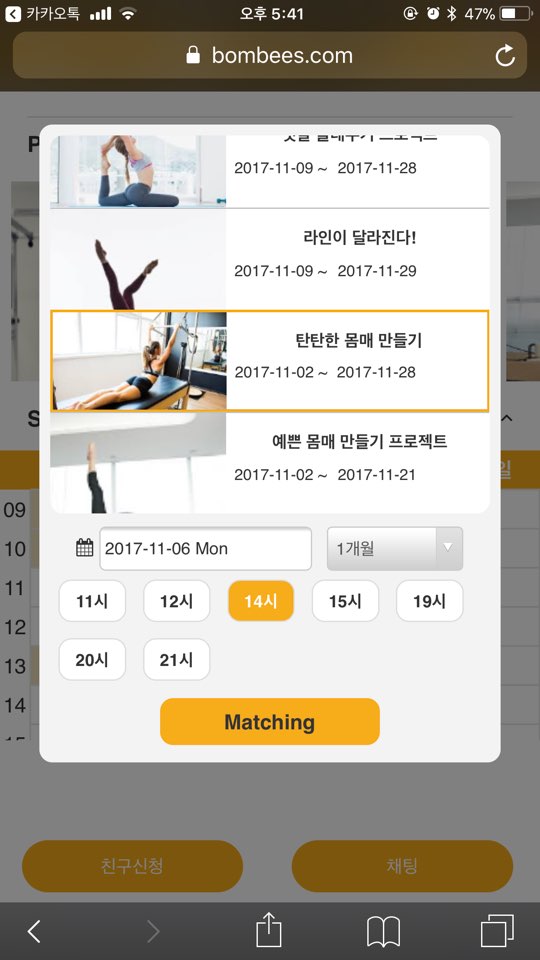 카카오톡
오후 5:41
47%
bombees.com
P
2017-11-09 ~ 2017-11-28
라인이 달라진다!
2017-11-09 ~ 2017-11-29
탄탄한 몸매 만들기
2017-11-02 ~ 2017-11-28
예쁜 몸매 만들기 프로젝트
2017-11-02 ~ 2017-11-21
S
일
09
10
11
12
13
14
2017-11-06 Mon
1개월
11시
12시
14시
15시
19시
20시
21시
Matching
친구신청
채팅